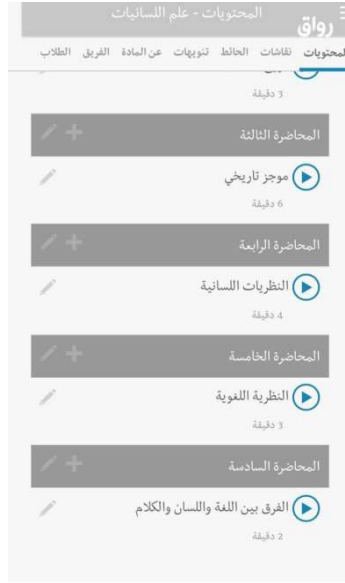 المحتويات - علم اللسانيات
رواق
المحتويات نقاشات الحائط تنويهات عن المادة الفريق الطلاب
3 دقيقة
المحاضرة الثالثة
موجز تاريخي
6 دقيقة
المحاضرة الرابعة
النظريات اللسانية
4 دقيقة
المحاضرة الخامسة
النظرية اللغوية
3 دقيقة
المحاضرة السادسة
الفرق بين اللغة واللسان والكلام
2 دقيقة